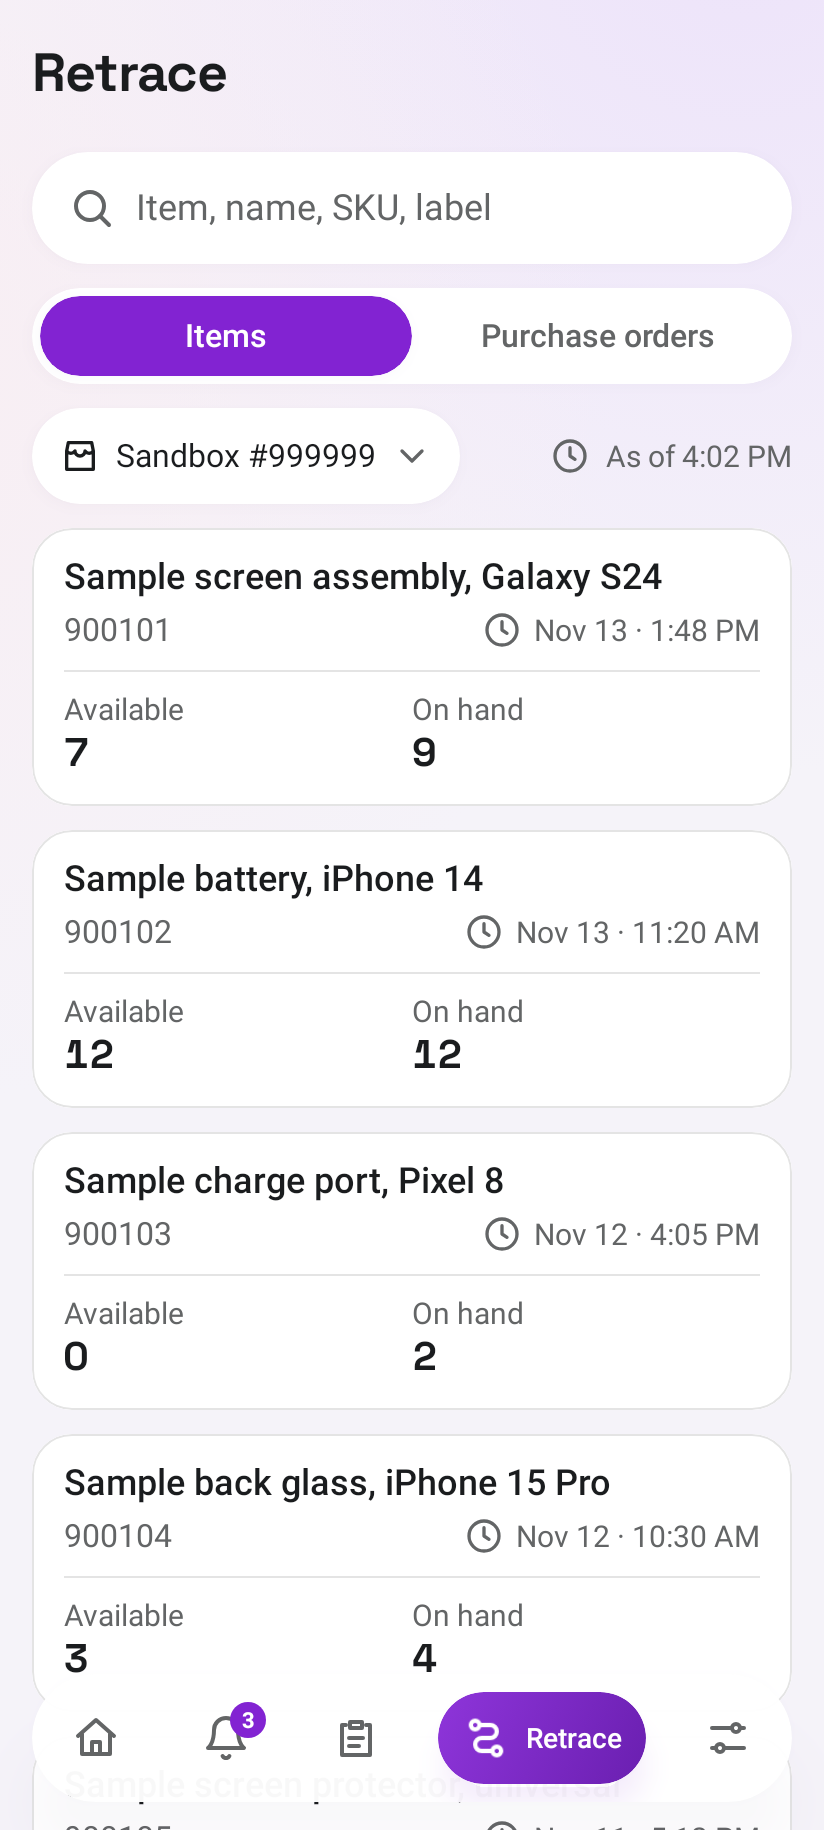 Retrace
Item, name, SKU, label
Items
Purchase orders
Sandbox #999999
As of 4:02 PM
Sample screen assembly, Galaxy S24
900101
Nov 13 · 1:48 PM
Available
On hand
7
9
Sample battery, iPhone 14
900102
Nov 13 · 11:20 AM
Available
On hand
12
12
Sample charge port, Pixel 8
900103
Nov 12 · 4:05 PM
Available
On hand
0
2
Sample back glass, iPhone 15 Pro
900104
Nov 12 · 10:30 AM
Available
On hand
3
4
3
Retrace
Sample screen protector, universal